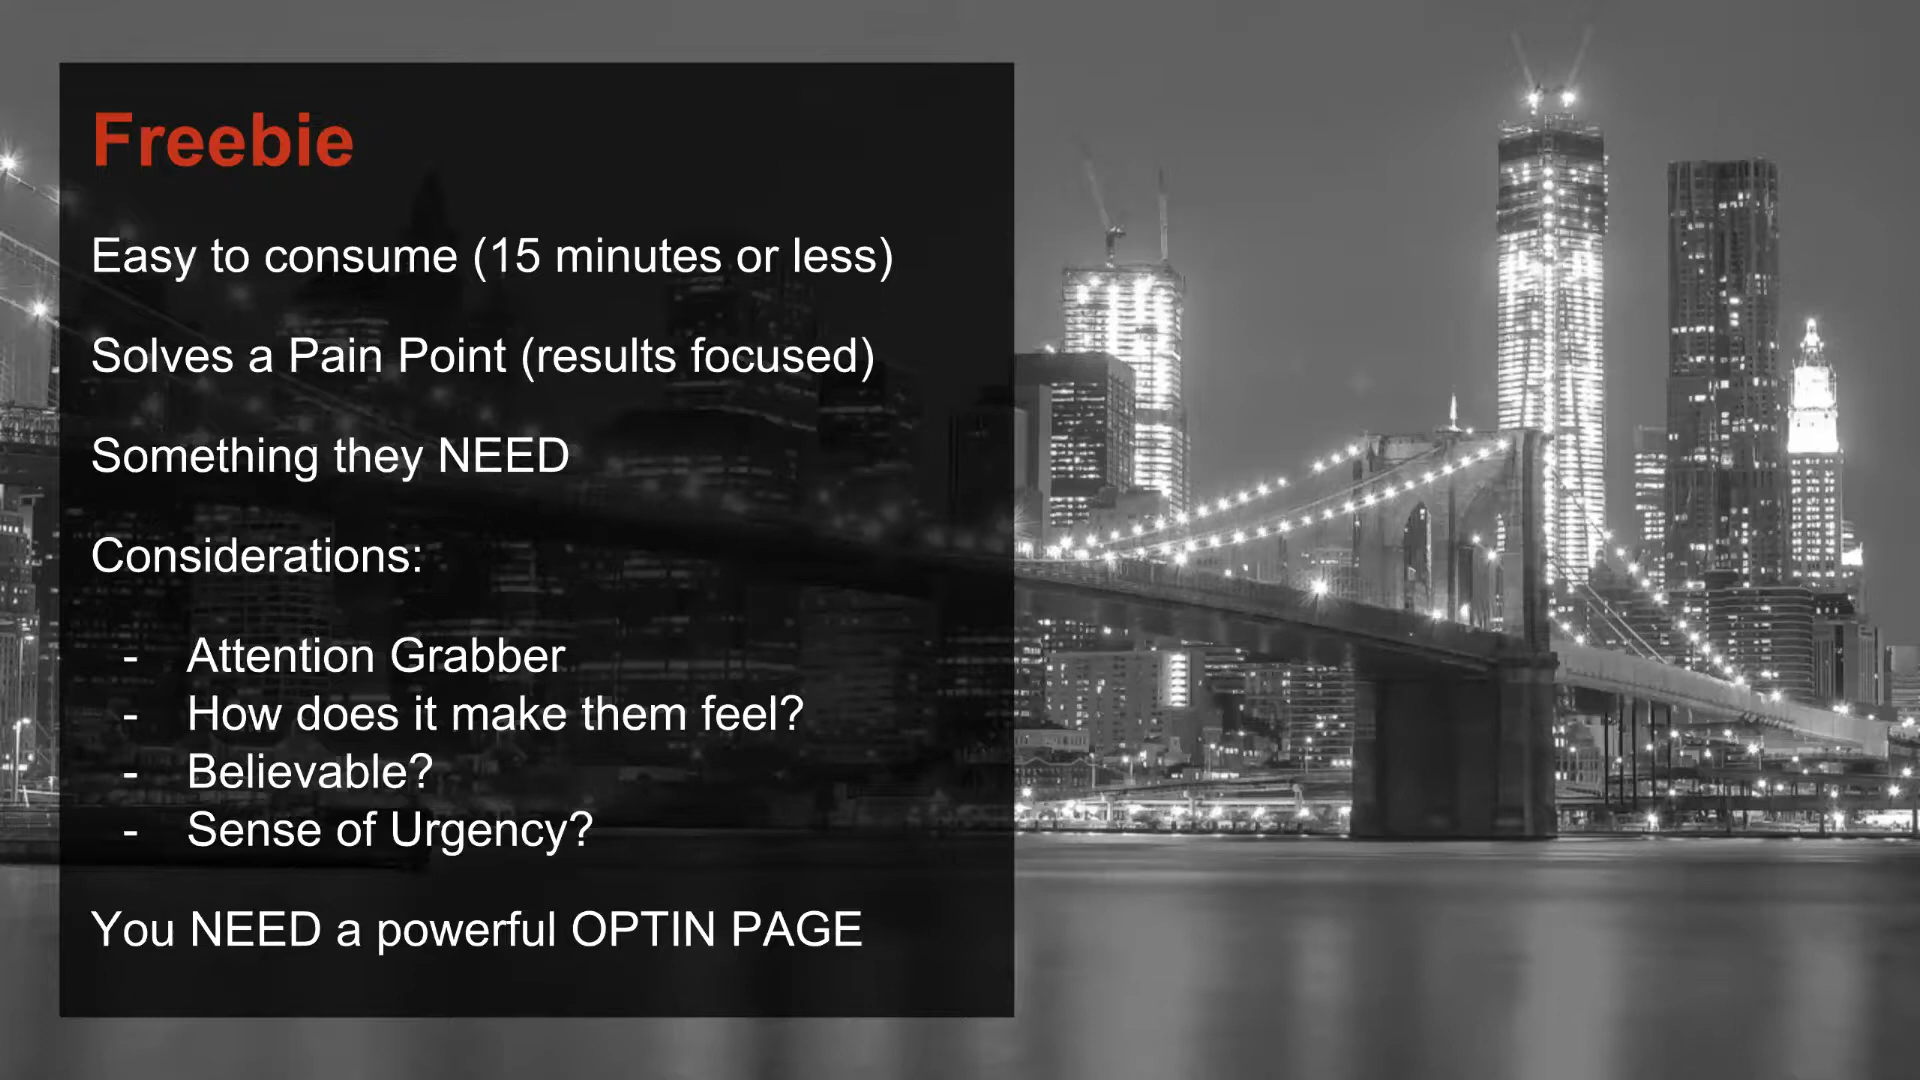 Freebie
Easy to consume (15 minutes or less)
Solves a Pain Point (results focused)
Something they NEED
Considerations:
- Attention Grabber
- How does it make them feel?
- Believable?
- Sense of Urgency?
You NEED a powerful OPTIN PAGE